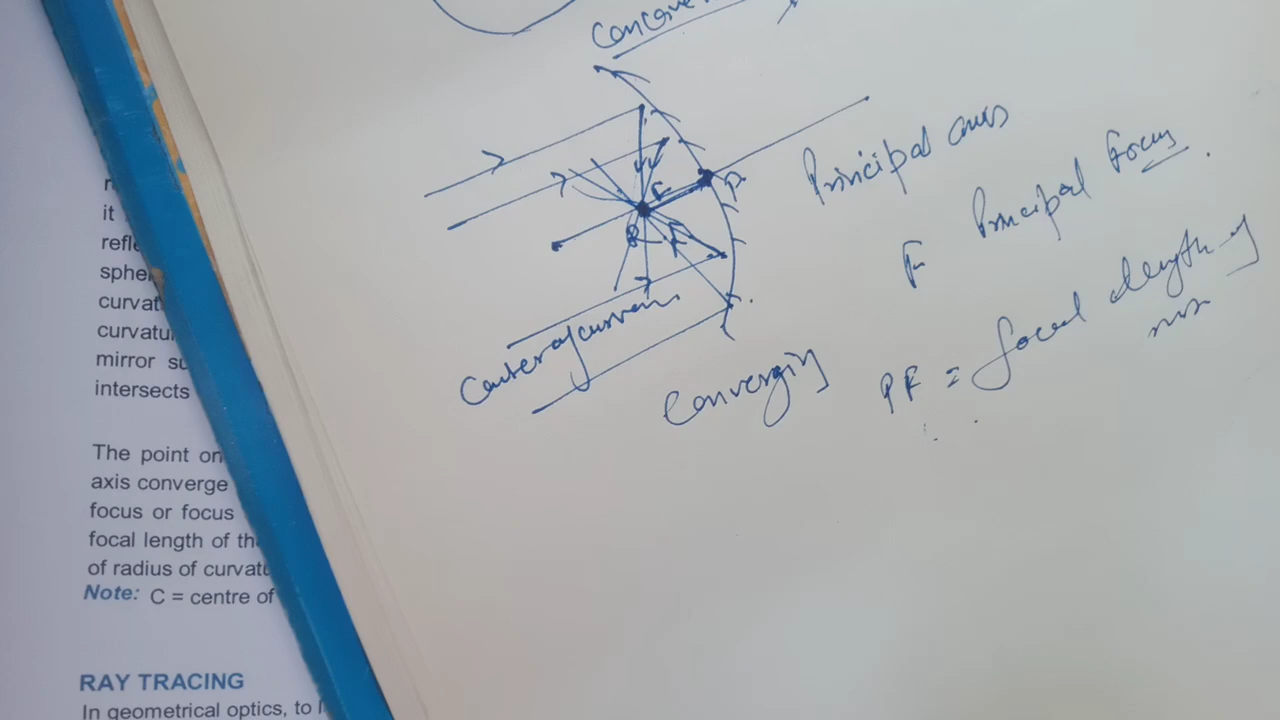 Concave
P
F
Principal axis
F Principal Focus
PF = focal length of
Center of curvature
Converging
it
refle
sphe
curvat
curvatu
mirror su
intersects
The point on
axis converge
focus or focus
focal length of th
of radius of curvatu
Note: C = centre of
RAY TRACING
In geometrical optics, to